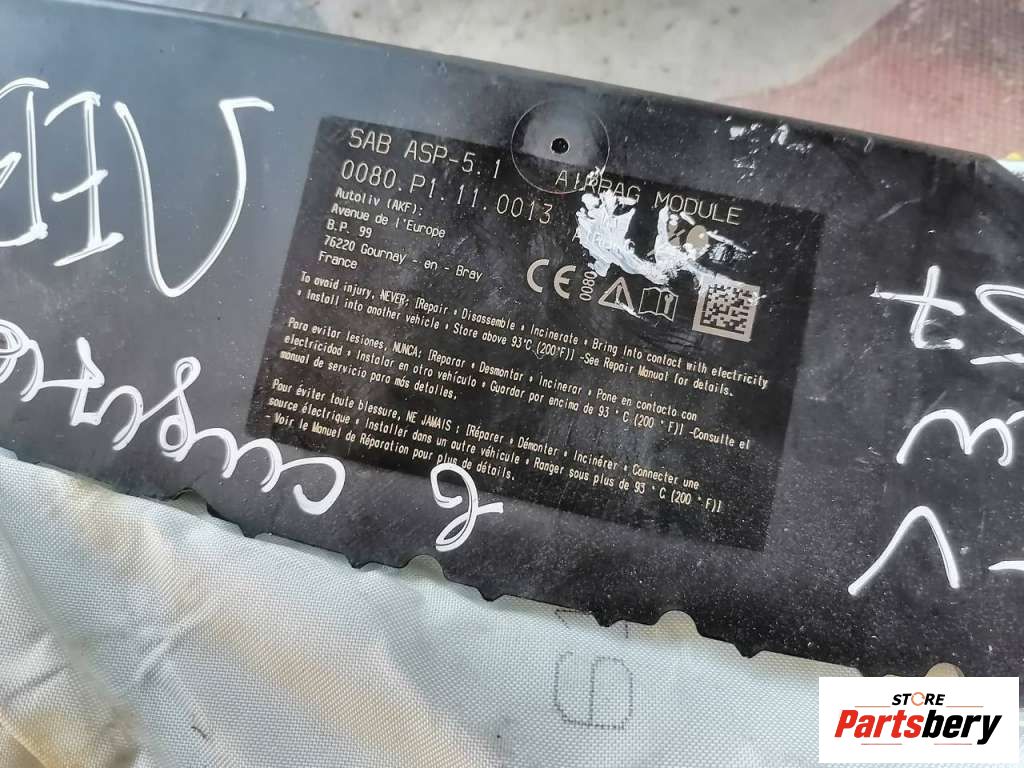 SAB ASP-5.1
AIRBAG MODULE
0080.P1.11.0013
Autoliv (AKF):
Avenue de l'Europe
B.P. 99
76220 Gournay - en - Bray
France
CE
0080
To avoid injury, NEVER: [Repair • Disassemble • Incinerate • Bring Into contact with electricity
• Install into another vehicle • Store above 93°C (200°F)] -See Repair Manual for details.
Para evitar lesiones, NUNCA: [Reparar • Desmontar • Incinerar • Pone en contacto con
electricidad • Instalar en otro vehículo • Guardar por encima de 93 °C (200 °F)] -Consulte el
manual de servicio para más detalles.
Pour éviter toute blessure, NE JAMAIS : [Réparer • Démonter • Incinérer • Connecter une
source électrique • Installer dans un autre véhicule • Ranger sous plus de 93 °C (200 °F)]
- Voir le Manuel de Réparation pour plus de détails.
STORE
Partsbery